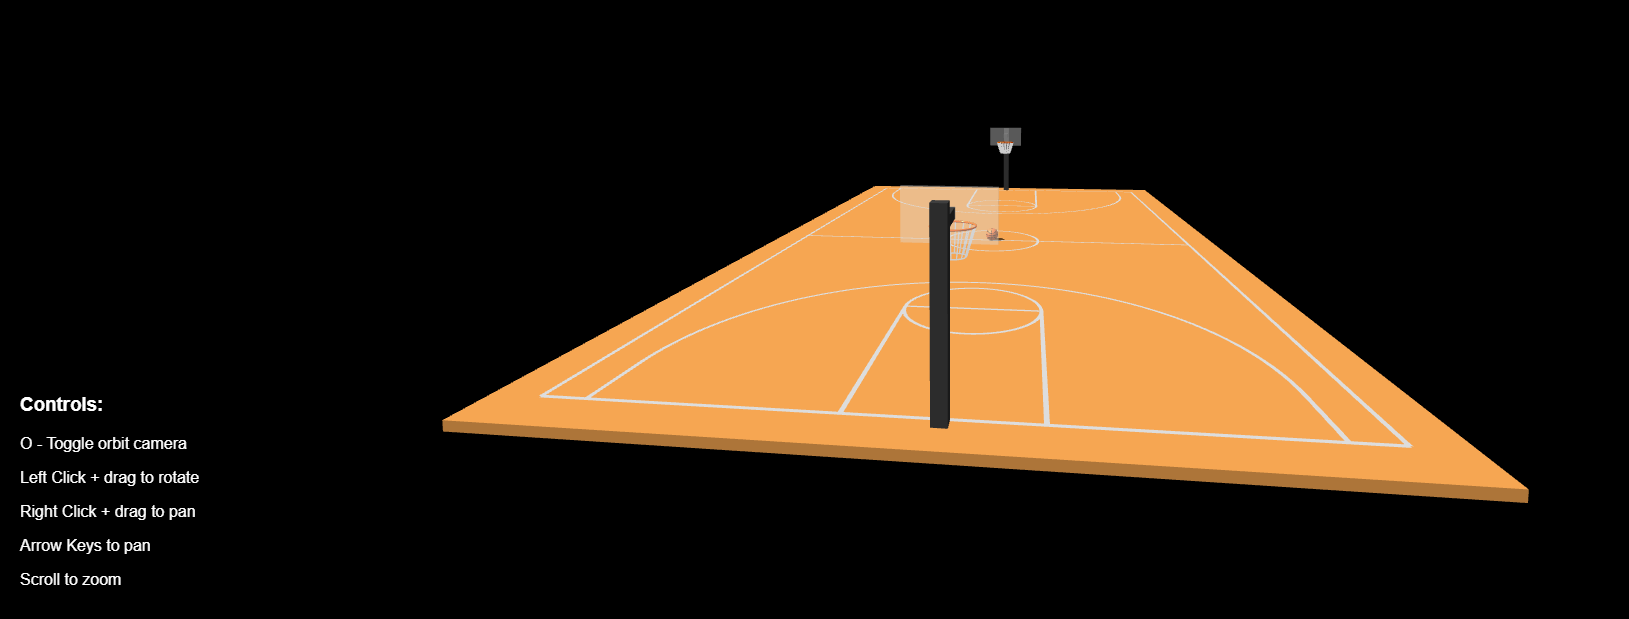 Controls:
O - Toggle orbit camera
Left Click + drag to rotate
Right Click + drag to pan
Arrow Keys to pan
Scroll to zoom